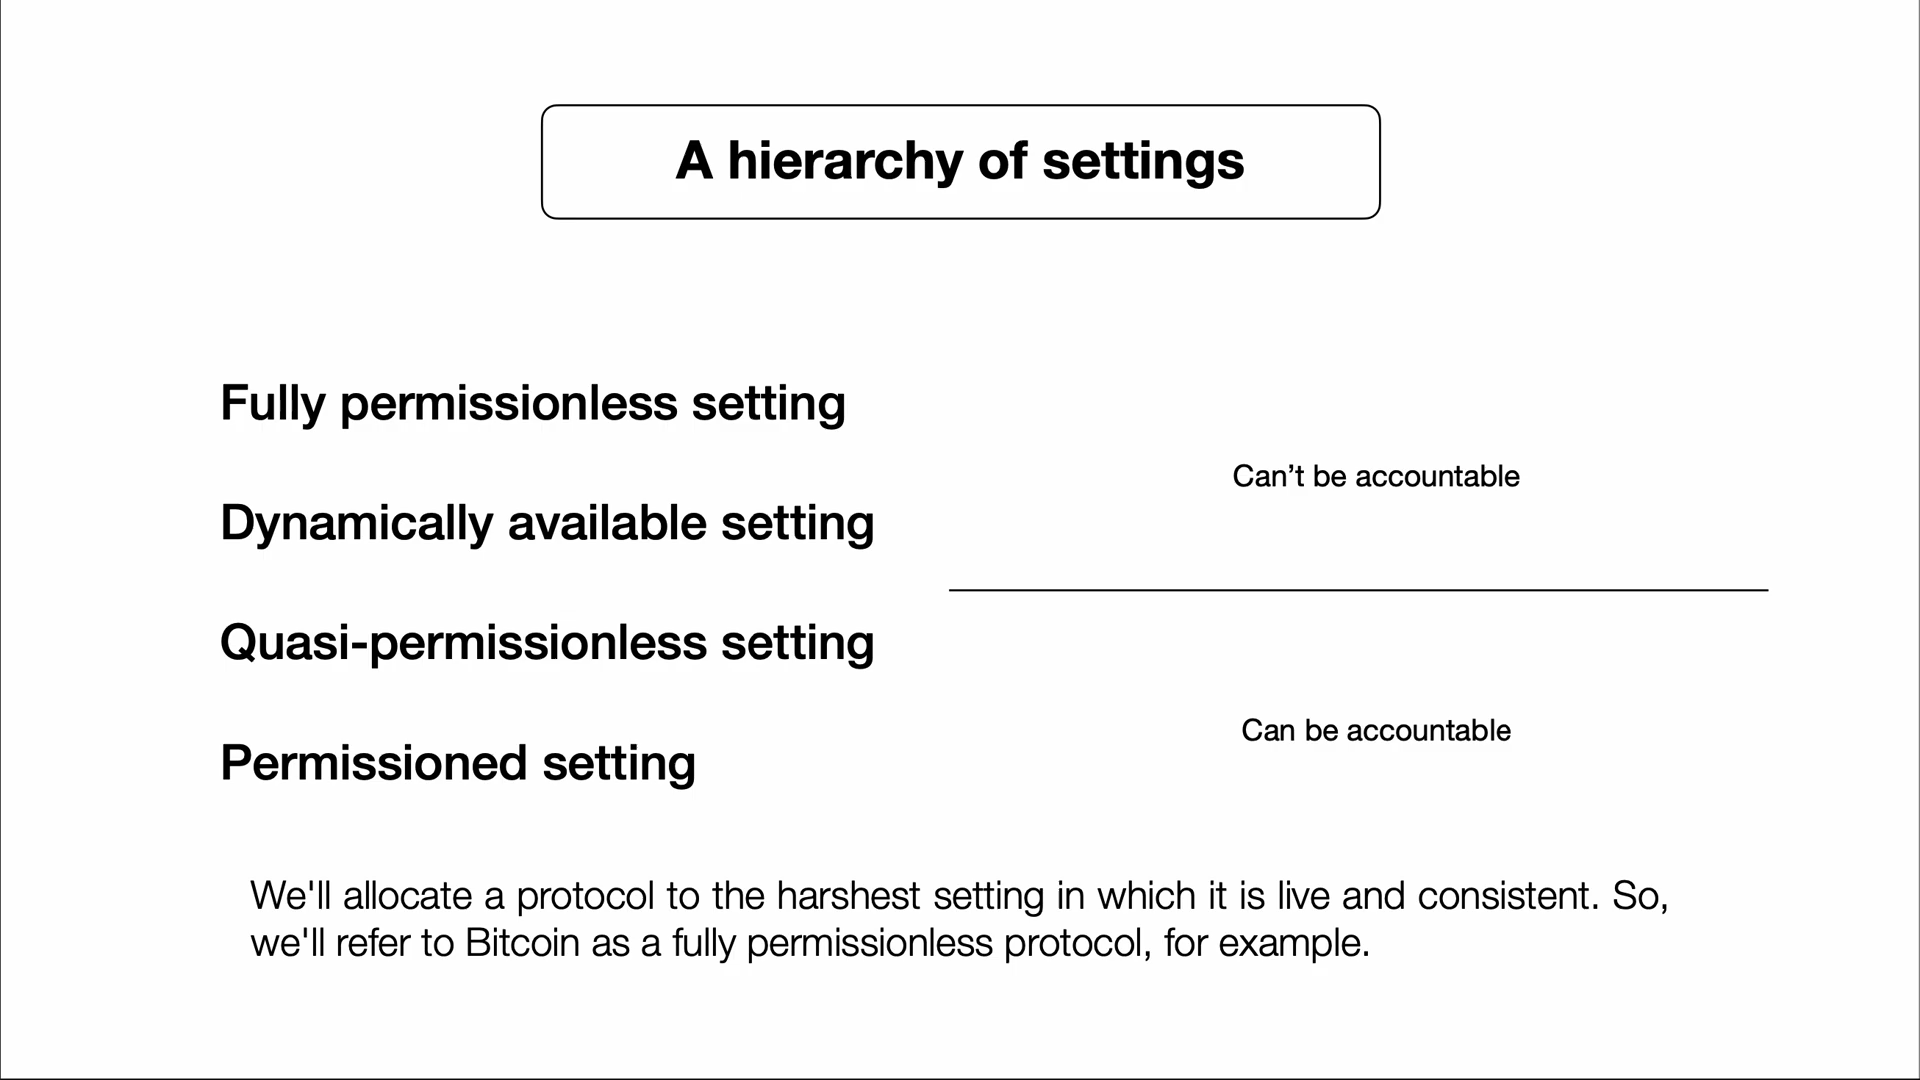 A hierarchy of settings
Fully permissionless setting
Can’t be accountable
Dynamically available setting
Quasi-permissionless setting
Can be accountable
Permissioned setting
We'll allocate a protocol to the harshest setting in which it is live and consistent. So,
we'll refer to Bitcoin as a fully permissionless protocol, for example.